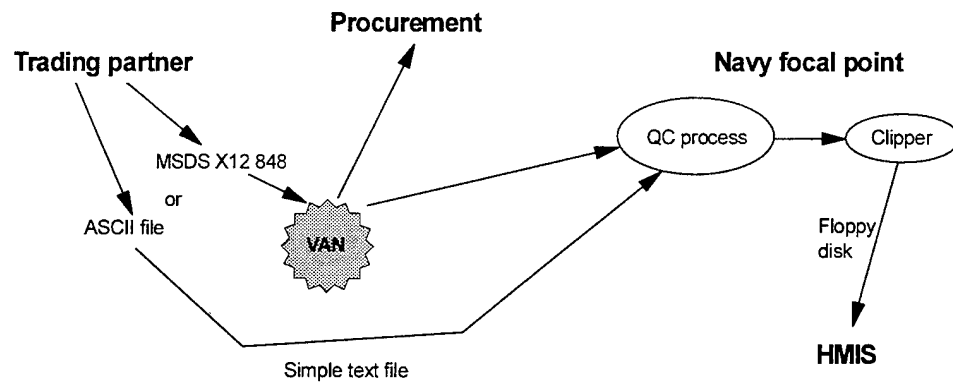 Procurement
Trading partner
Navy focal point
MSDS X12 848
or
ASCII file
VAN
QC process
Clipper
Floppy
disk
HMIS
Simple text file